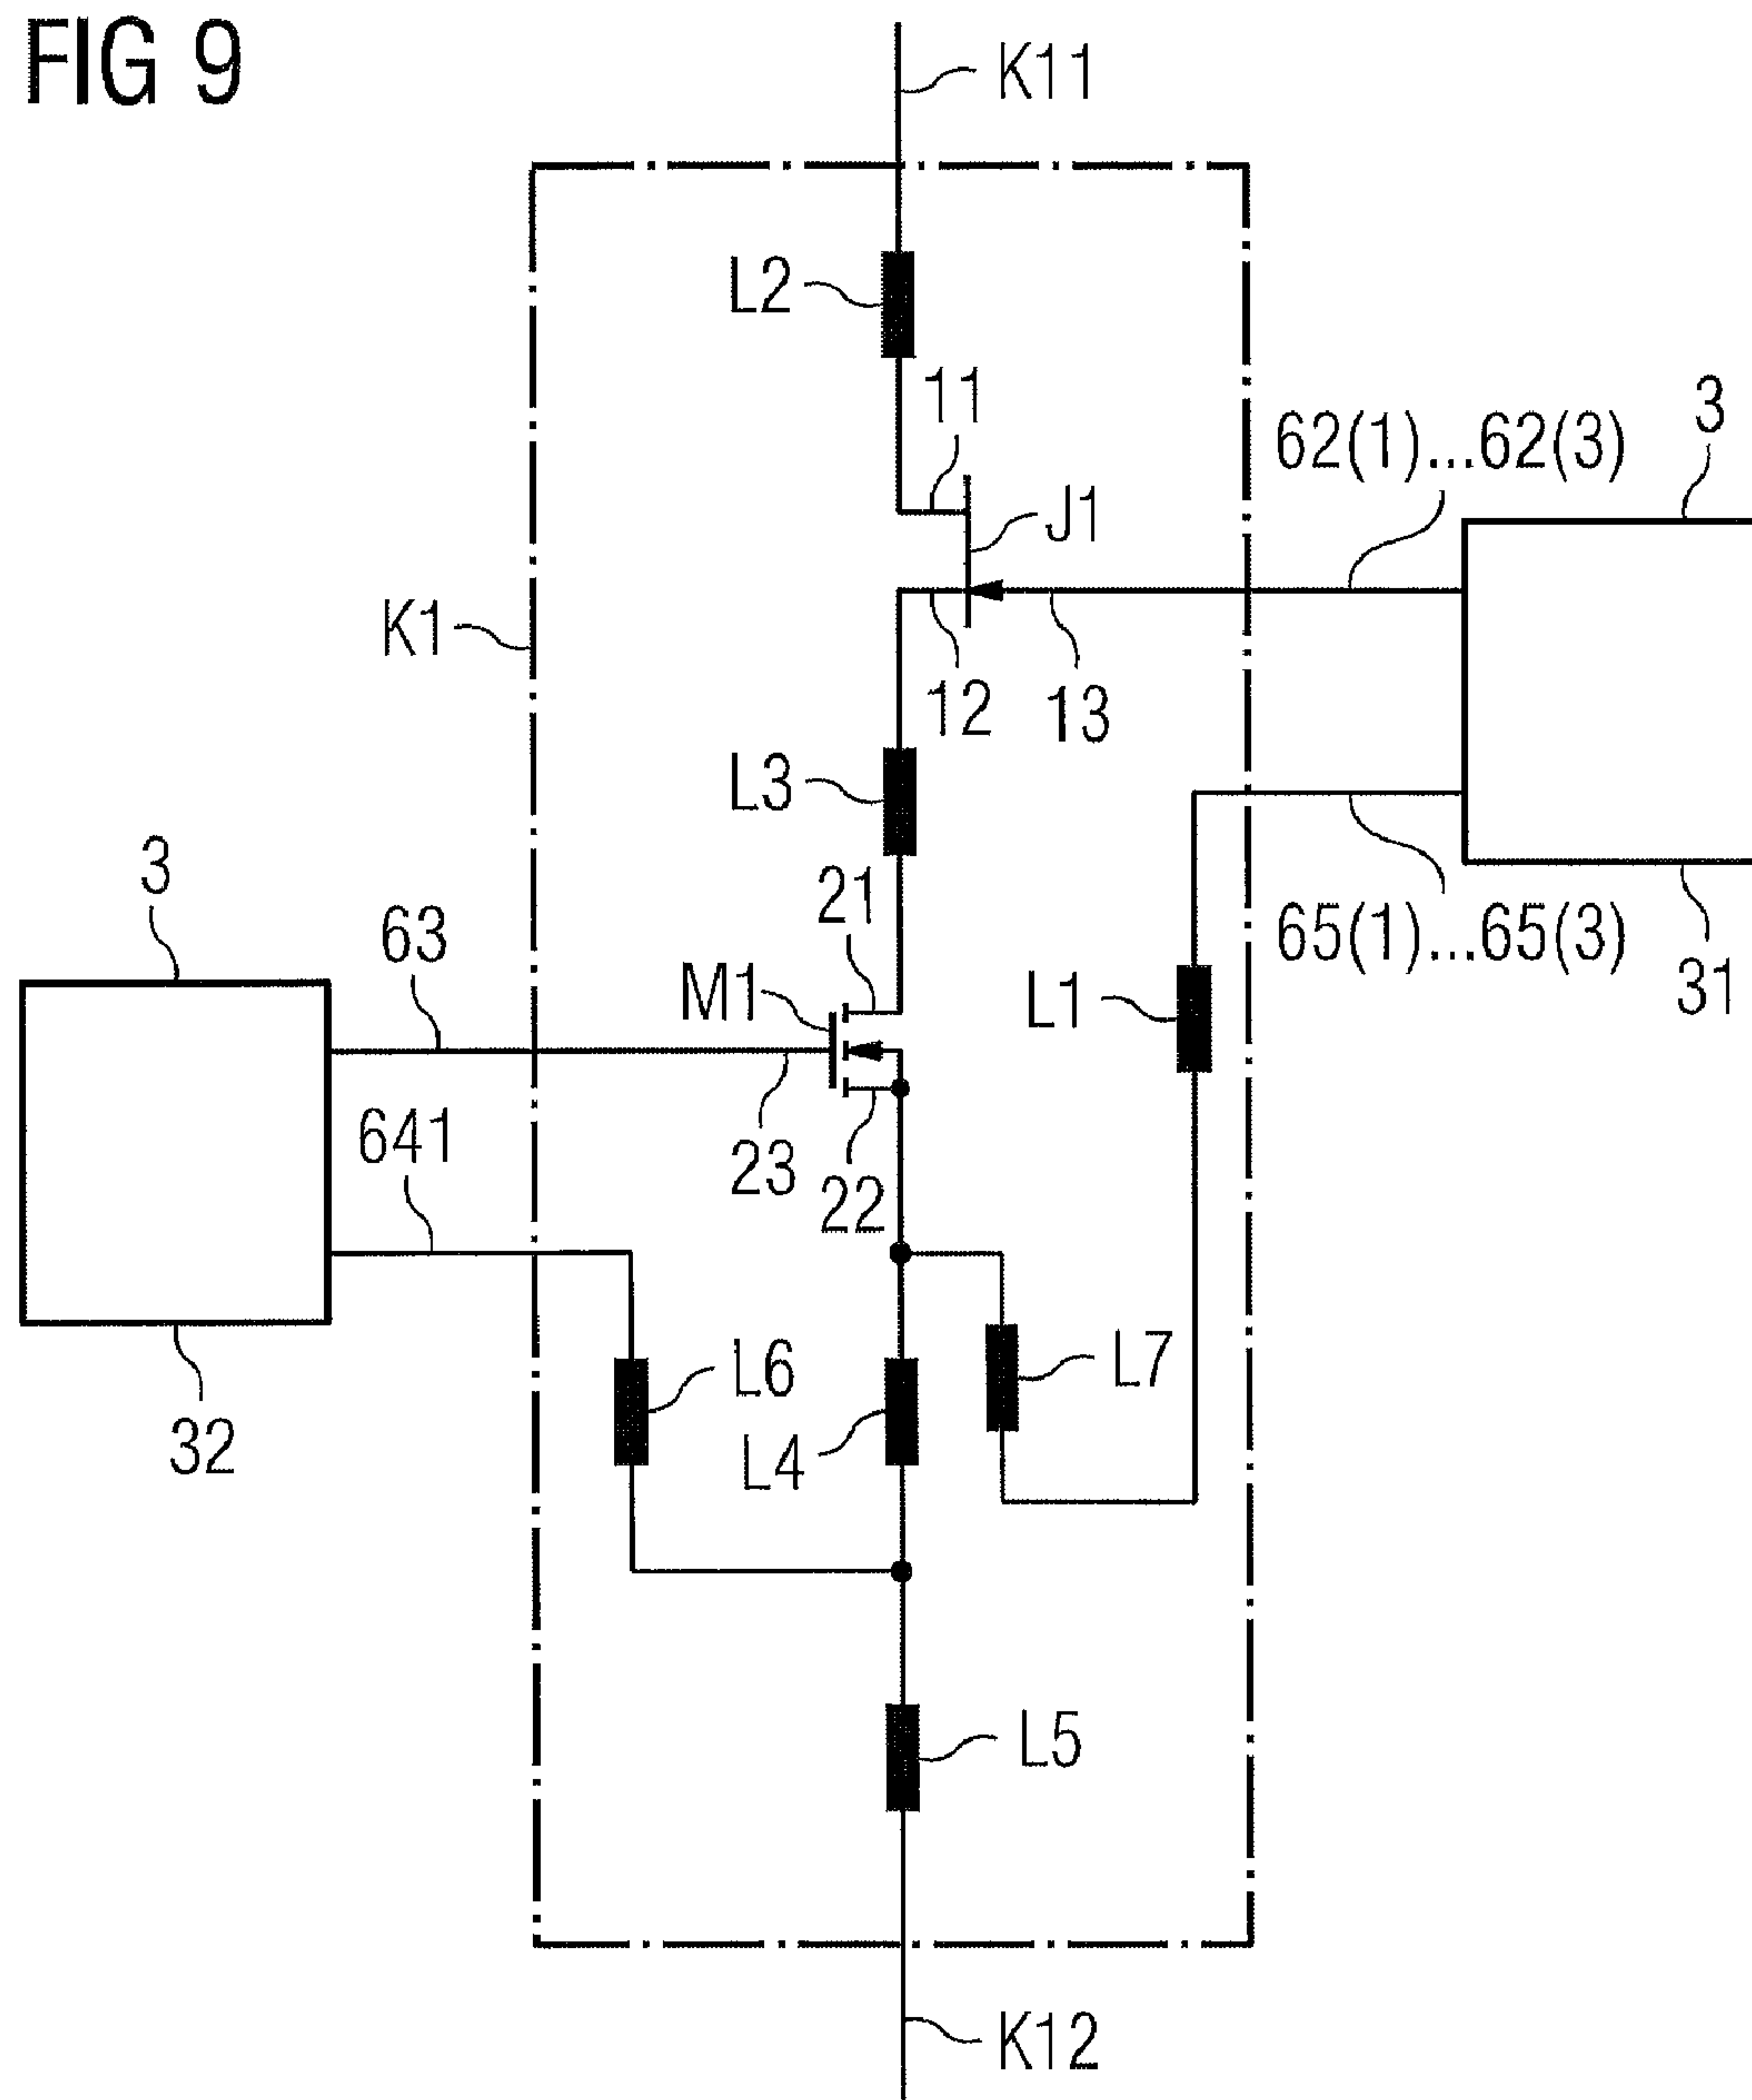 FIG 9
K11
L2
11
3
62(1)...62(3)
J1
K1
12
13
L3
3
21
65(1)...65(3)
63
31
M1
L1
641
23
22
L6
L7
32
L4
L5
K12